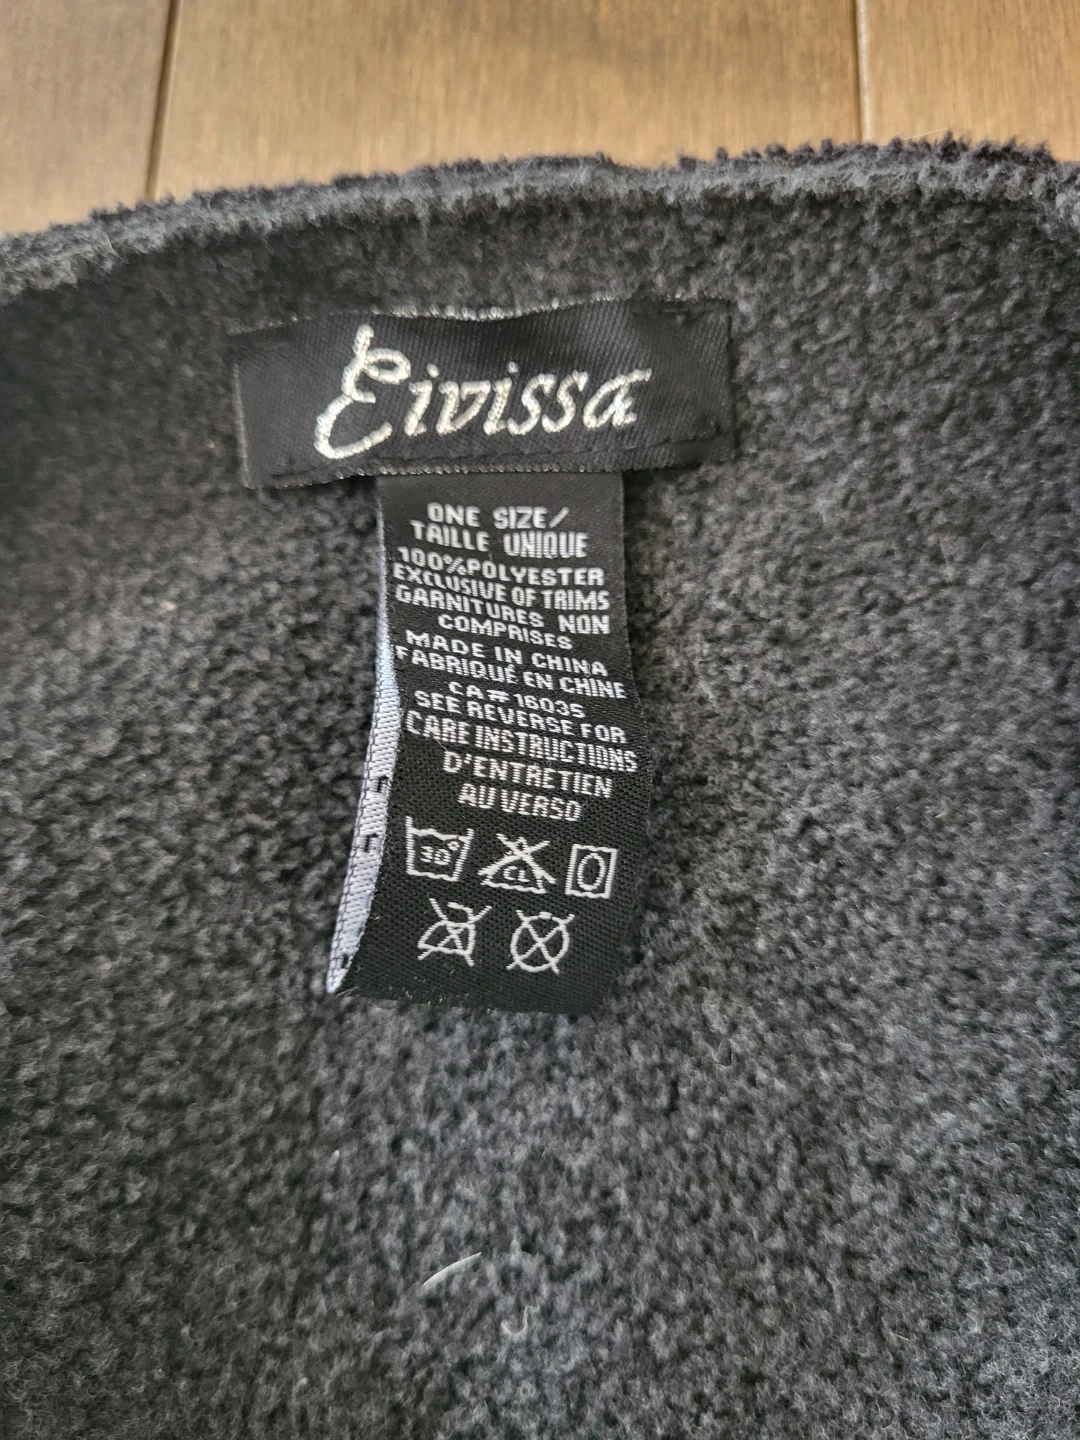 Eivissa
ONE SIZE/
TAILLE UNIQUE
100%POLYESTER
EXCLUSIVE OF TRIMS
GARNITURES NON
COMPRISES
MADE IN CHINA
FABRIQUÉ EN CHINE
CA#16035
SEE REVERSE FOR
CARE INSTRUCTIONS
D'ENTRETIEN
AU VERSO
30°
CL